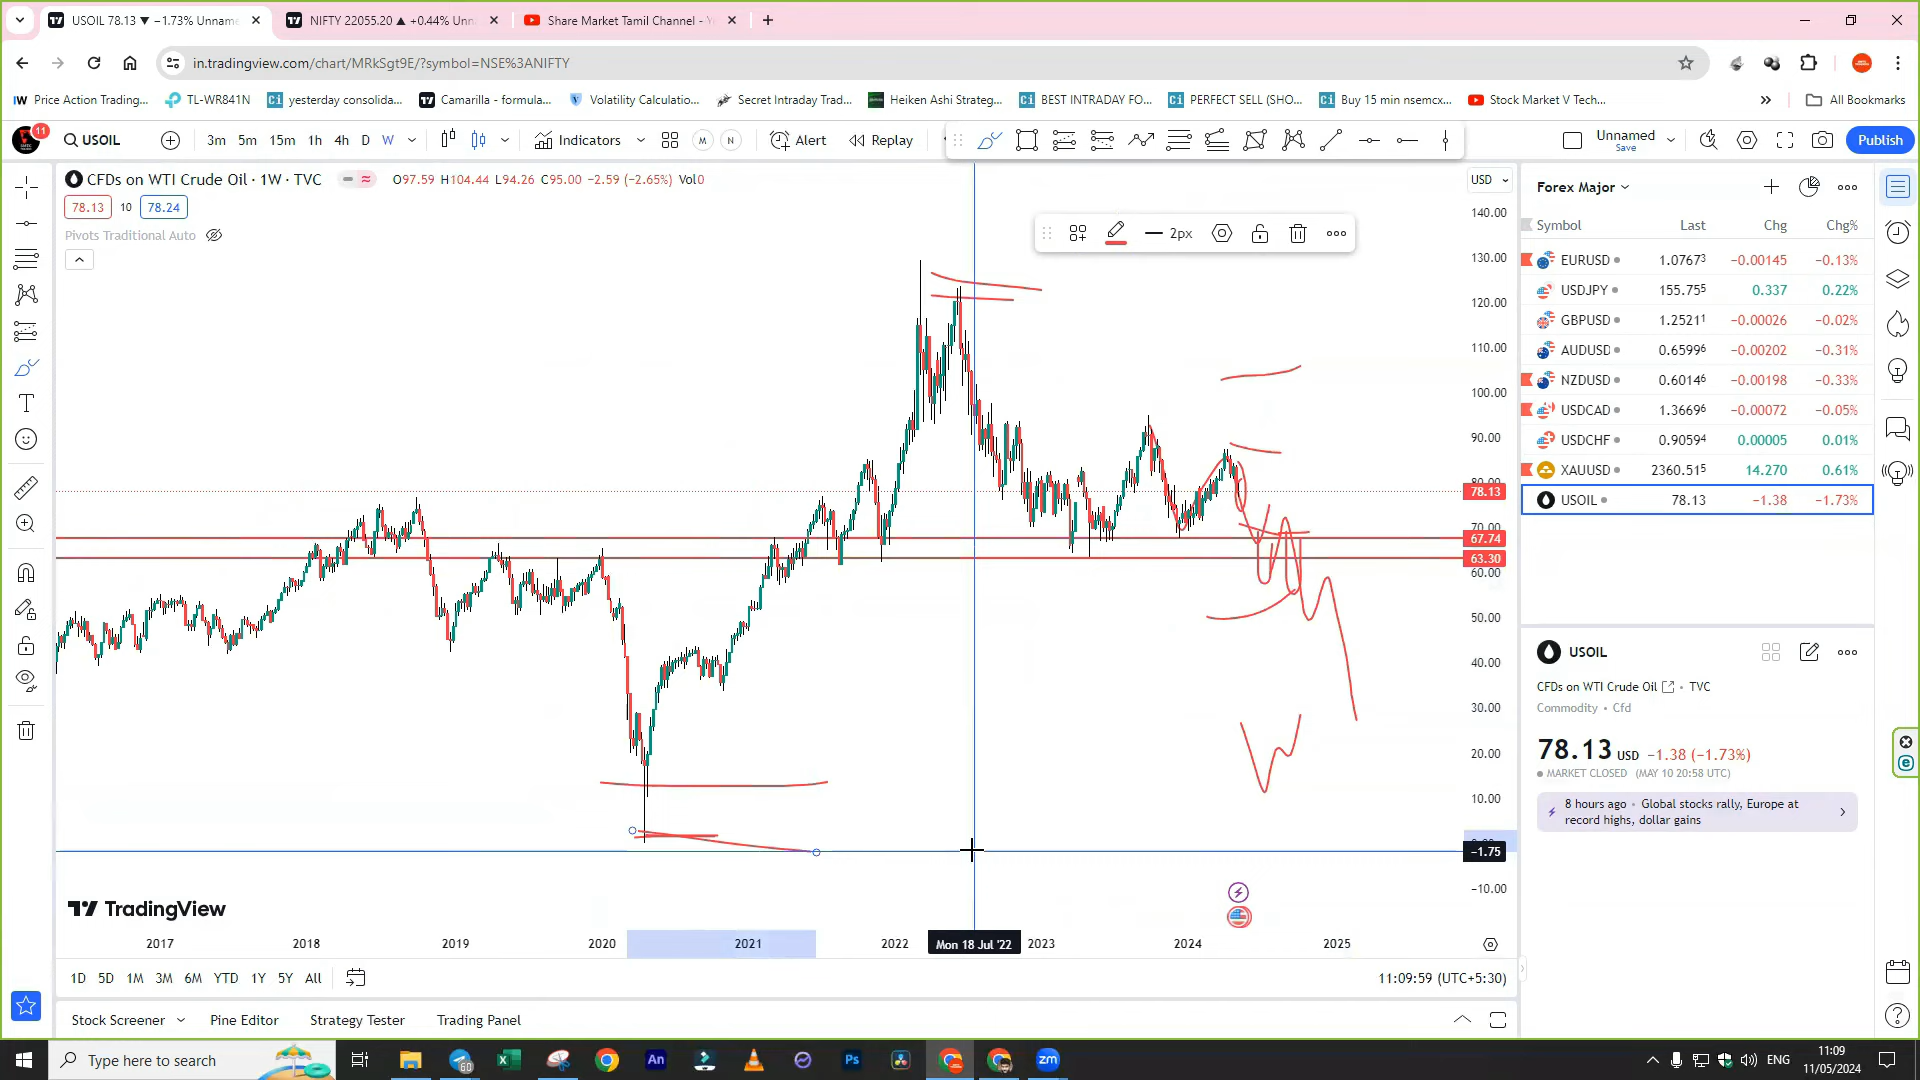 USOIL 78.13 ▼ −1.73% Unnam
NIFTY 22055.20 ▲ +0.44% Unn
Share Market Tamil Channel - Y
in.tradingview.com/chart/MRkSgt9E/?symbol=NSE%3ANIFTY
Price Action Trading...
TL-WR841N
yesterday consolida...
Camarilla - formula...
Volatility Calculatio...
Secret Intraday Trad...
Heiken Ashi Strateg...
BEST INTRADAY FO...
PERFECT SELL (SHO...
Buy 15 min nsemcx...
Stock Market V Tech...
All Bookmarks
11
USOIL
3m 5m 15m 1h 4h D W
Indicators
M N
Alert
Replay
Unnamed
Save
Publish
CFDs on WTI Crude Oil · 1W · TVC
O97.59 H104.44 L94.26 C95.00 −2.59 (−2.65%) Vol0
78.13 10 78.24
Pivots Traditional Auto
2px
USD
140.00
130.00
120.00
110.00
100.00
90.00
80.00
78.13
70.00
67.74
63.30
60.00
50.00
40.00
30.00
20.00
10.00
−1.75
−10.00
TradingView
2017 2018 2019 2020 2021 2022 Mon 18 Jul '22 2023 2024 2025
1D 5D 1M 3M 6M YTD 1Y 5Y All
11:09:59 (UTC+5:30)
Stock Screener
Pine Editor
Strategy Tester
Trading Panel
Forex Major
Symbol Last Chg Chg%
EURUSD 1.0767³ −0.00145 −0.13%
USDJPY 155.75⁵ 0.337 0.22%
GBPUSD 1.2521¹ −0.00026 −0.02%
AUDUSD 0.6599⁶ −0.00202 −0.31%
NZDUSD 0.6014⁶ −0.00198 −0.33%
USDCAD 1.3669⁶ −0.00072 −0.05%
USDCHF 0.9059⁴ 0.00005 0.01%
XAUUSD 2360.51⁵ 14.270 0.61%
USOIL 78.13 −1.38 −1.73%
USOIL
CFDs on WTI Crude Oil • TVC
Commodity • Cfd
78.13 USD −1.38 (−1.73%)
MARKET CLOSED (MAY 10 20:58 UTC)
8 hours ago • Global stocks rally, Europe at
record highs, dollar gains
Type here to search
ENG
11:09
11/05/2024